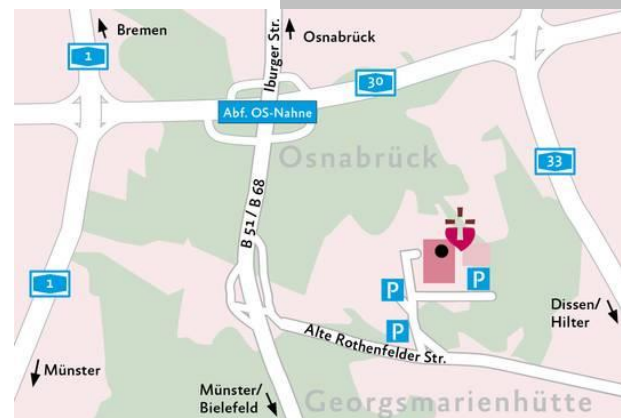 Bremen
Osnabrück
Iburger Str.
1
30
Abf. OS-Nahne
Osnabrück
33
B 51 / B 68
1
P
P
P
Dissen/
Hilter
Alte Rothenfelder Str.
Münster
Münster/
Bielefeld
Georgsmarienhütte